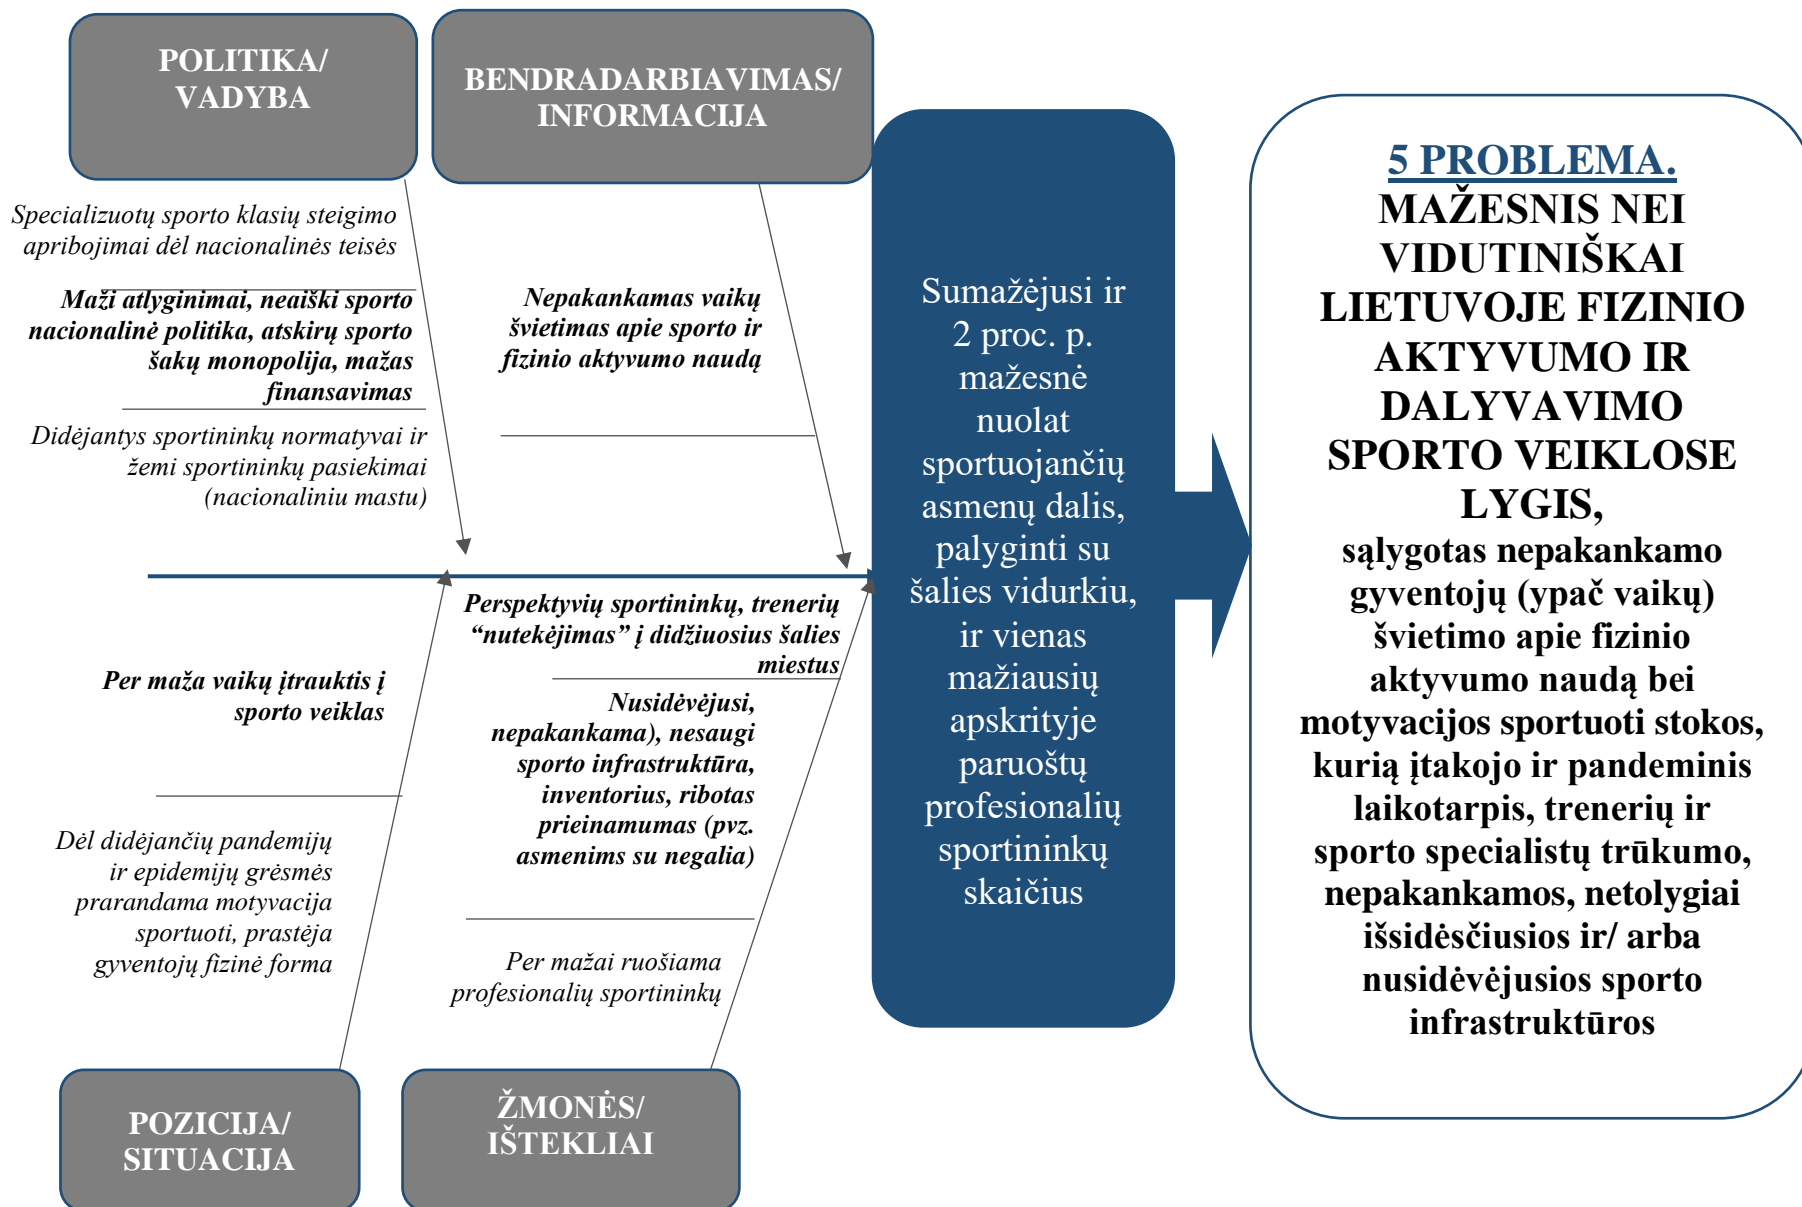 POLITIKA/
VADYBA
BENDRADARBIAVIMAS/
INFORMACIJA
Specializuotų sporto klasių steigimo
apribojimai dėl nacionalinės teisės
Maži atlyginimai, neaiški sporto
nacionalinė politika, atskirų sporto
šakų monopolija, mažas
finansavimas
Didėjantys sportininkų normatyvai ir
žemi sportininkų pasiekimai
(nacionaliniu mastu)
Nepakankamas vaikų
švietimas apie sporto ir
fizinio aktyvumo naudą
Per maža vaikų įtrauktis į
sporto veiklas
Dėl didėjančių pandemijų
ir epidemijų grėsmės
prarandama motyvacija
sportuoti, prastėja
gyventojų fizinė forma
Perspektyvių sportininkų, trenerių
“nutekėjimas” į didžiuosius šalies
miestus
Nusidėvėjusi,
nepakankama), nesaugi
sporto infrastruktūra,
inventorius, ribotas
prieinamumas (pvz.
asmenims su negalia)
Per mažai ruošiama
profesionalių sportininkų
POZICIJA/
SITUACIJA
ŽMONĖS/
IŠTEKLIAI
Sumažėjusi ir
2 proc. p.
mažesnė
nuolat
sportuojančių
asmenų dalis,
palyginti su
šalies vidurkiu,
ir vienas
mažiausių
apskrityje
paruoštų
profesionalių
sportininkų
skaičius
5 PROBLEMA.
MAŽESNIS NEI
VIDUTINIŠKAI
LIETUVOJE FIZINIO
AKTYVUMO IR
DALYVAVIMO
SPORTO VEIKLOSE
LYGIS,
sąlygotas nepakankamo
gyventojų (ypač vaikų)
švietimo apie fizinio
aktyvumo naudą bei
motyvacijos sportuoti stokos,
kurią įtakojo ir pandeminis
laikotarpis, trenerių ir
sporto specialistų trūkumo,
nepakankamos, netolygiai
išsidėsčiusios ir/ arba
nusidėvėjusios sporto
infrastruktūros